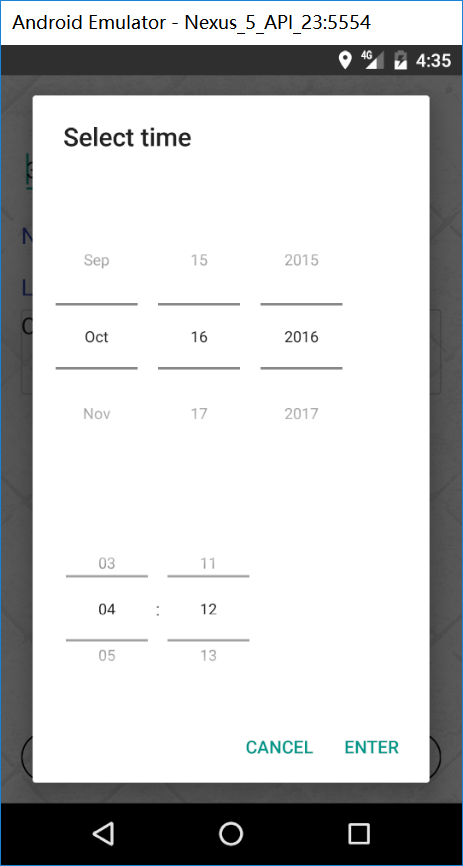 Android Emulator - Nexus_5_API_23:5554
4G 4:35
Select time
Sep 15 2015
Oct 16 2016
Nov 17 2017
03 11
04 : 12
05 13
CANCEL ENTER